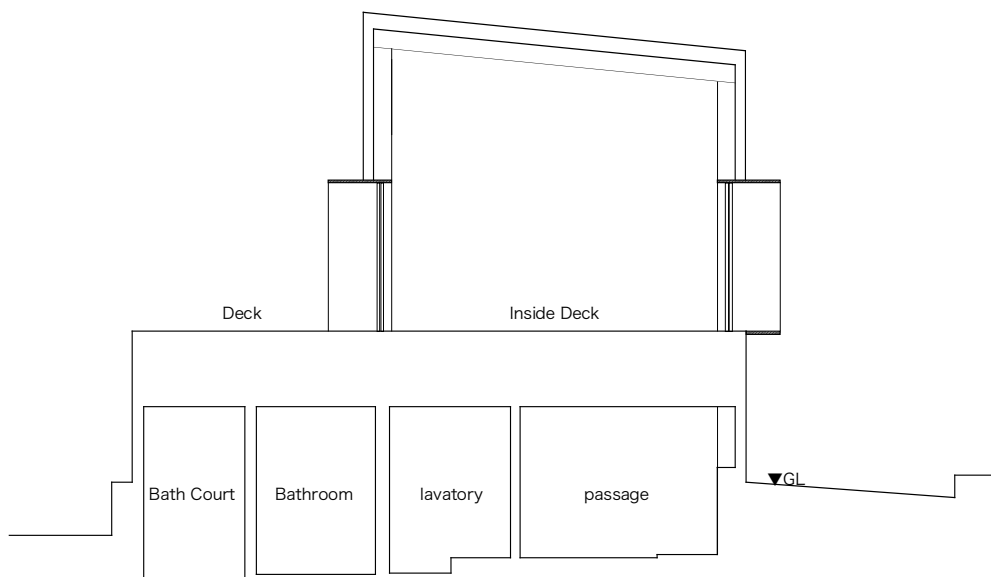 Deck
Inside Deck
▼GL
Bath Court
Bathroom
lavatory
passage